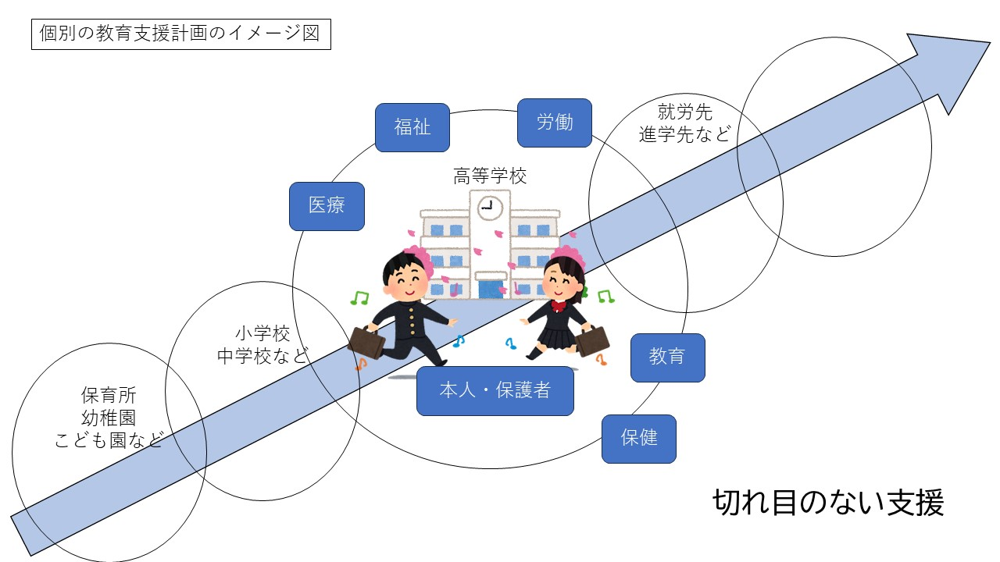 個別の教育支援計画のイメージ図
福祉
労働
就労先
進学先など
高等学校
医療
小学校
中学校など
教育
本人・保護者
保育所
幼稚園
こども園など
保健
切れ目のない支援